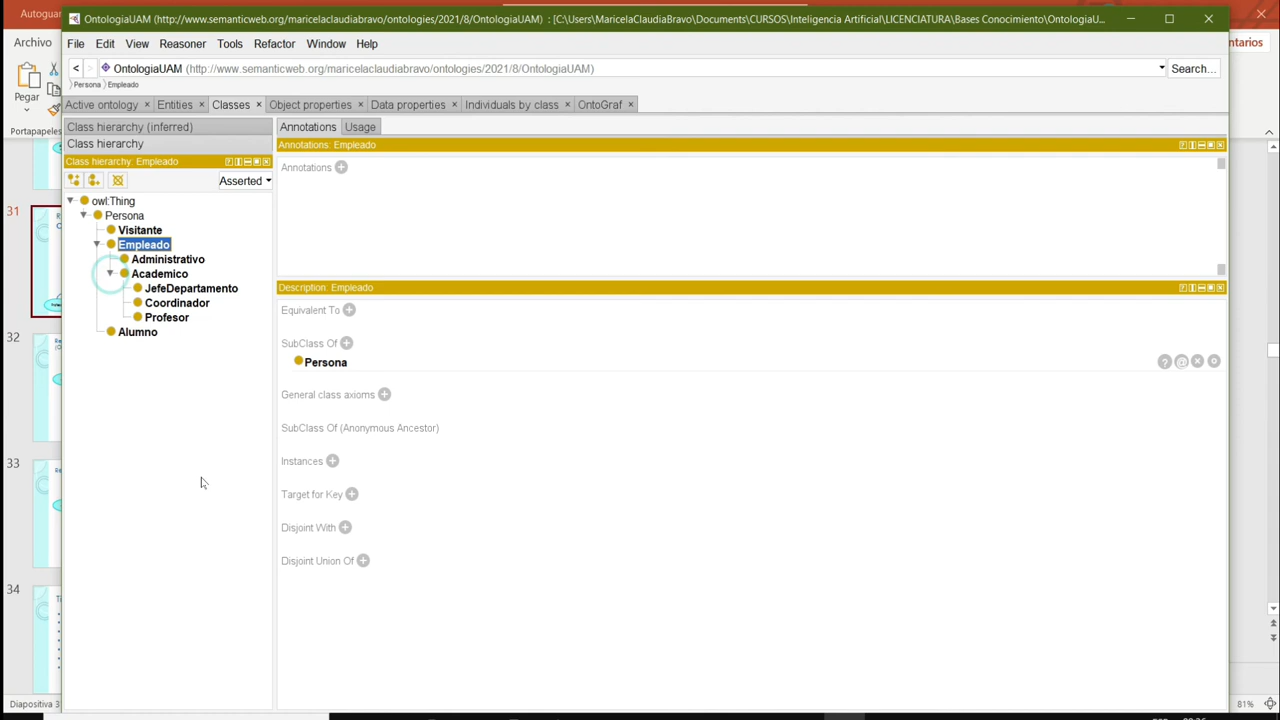 Autogua
OntologiaUAM (http://www.semanticweb.org/maricelaclaudiabravo/ontologies/2021/8/OntologiaUAM) : [C:\Users\MaricelaClaudiaBravo\Documents\CURSOS\Inteligencia Artificial\LICENCIATURA\Bases Conocimiento\OntologiaU...
Archivo
File Edit View Reasoner Tools Refactor Window Help
ntarios
< > OntologiaUAM (http://www.semanticweb.org/maricelaclaudiabravo/ontologies/2021/8/OntologiaUAM)
Search...
Persona Empleado
Pegar
Active ontology × Entities × Classes × Object properties × Data properties × Individuals by class × OntoGraf ×
Portapapeles
Class hierarchy (inferred)
Class hierarchy
Class hierarchy: Empleado
Asserted
owl:Thing
Persona
Visitante
Empleado
Administrativo
Academico
JefeDepartamento
Coordinador
Profesor
Alumno
Annotations Usage
Annotations: Empleado
Annotations
Description: Empleado
Equivalent To
SubClass Of
Persona
General class axioms
SubClass Of (Anonymous Ancestor)
Instances
Target for Key
Disjoint With
Disjoint Union Of
31
32
33
34
Diapositiva 3
81%